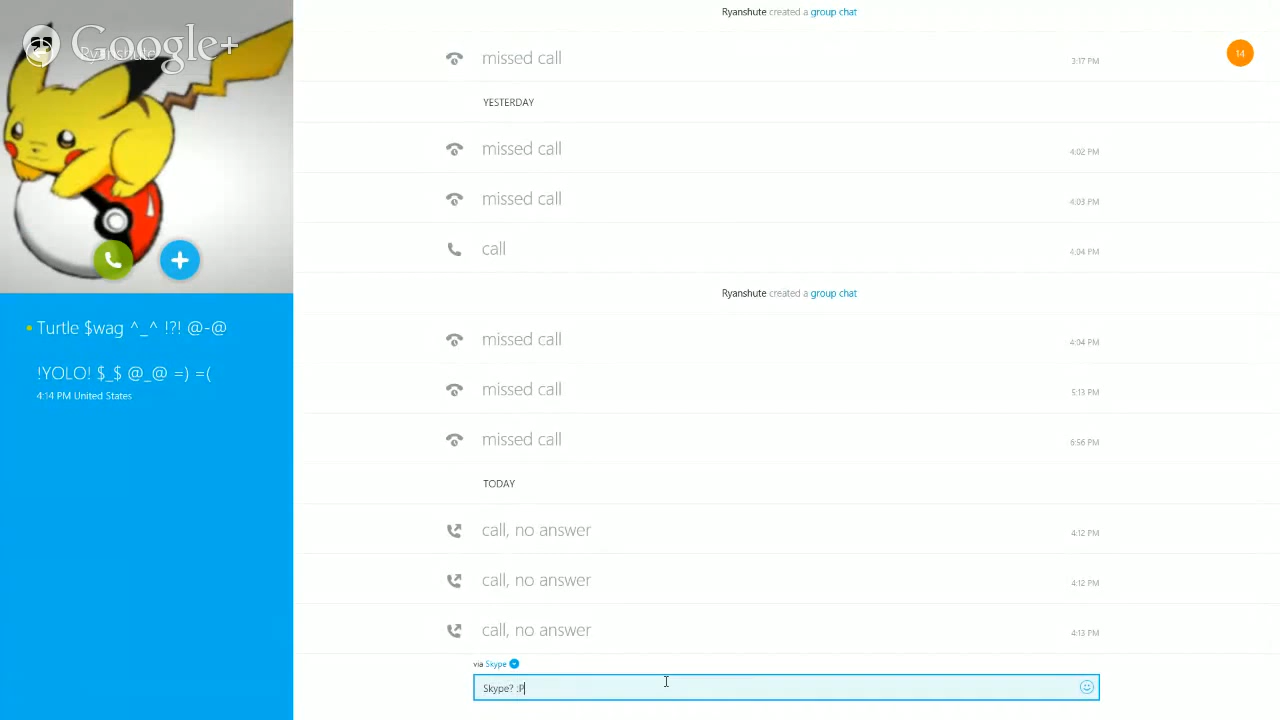 Google+
Ryanshute
Turtle $wag ^_^ !?! @-@
!YOLO! $_$ @_@ =) =(
4:14 PM United States
Ryanshute created a group chat
missed call 3:17 PM
14
YESTERDAY
missed call 4:02 PM
missed call 4:03 PM
call 4:04 PM
Ryanshute created a group chat
missed call 4:04 PM
missed call 5:13 PM
missed call 6:56 PM
TODAY
call, no answer 4:12 PM
call, no answer 4:12 PM
call, no answer 4:13 PM
via Skype
Skype? :P